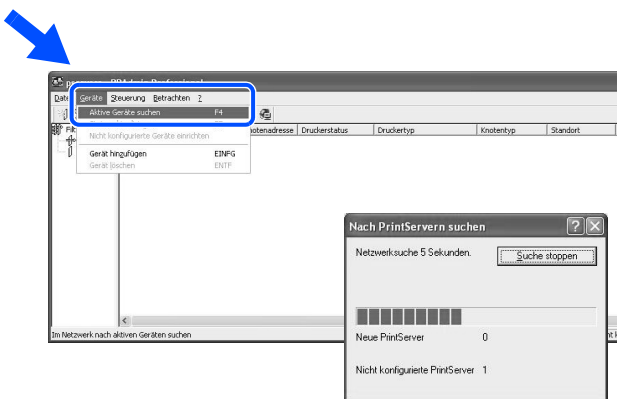 Geräte Steuerung Betrachten ?
Aktive Geräte suchen F4
Nicht konfigurierte Geräte einrichten
Gerät hinzufügen EINFG
Gerät löschen ENTF
Druckerstatus Druckertyp Knotentyp Standort
Nach PrintServern suchen
Netzwerksuche 5 Sekunden.
Suche stoppen
Neue PrintServer 0
Nicht konfigurierte PrintServer 1
Im Netzwerk nach aktiven Geräten suchen